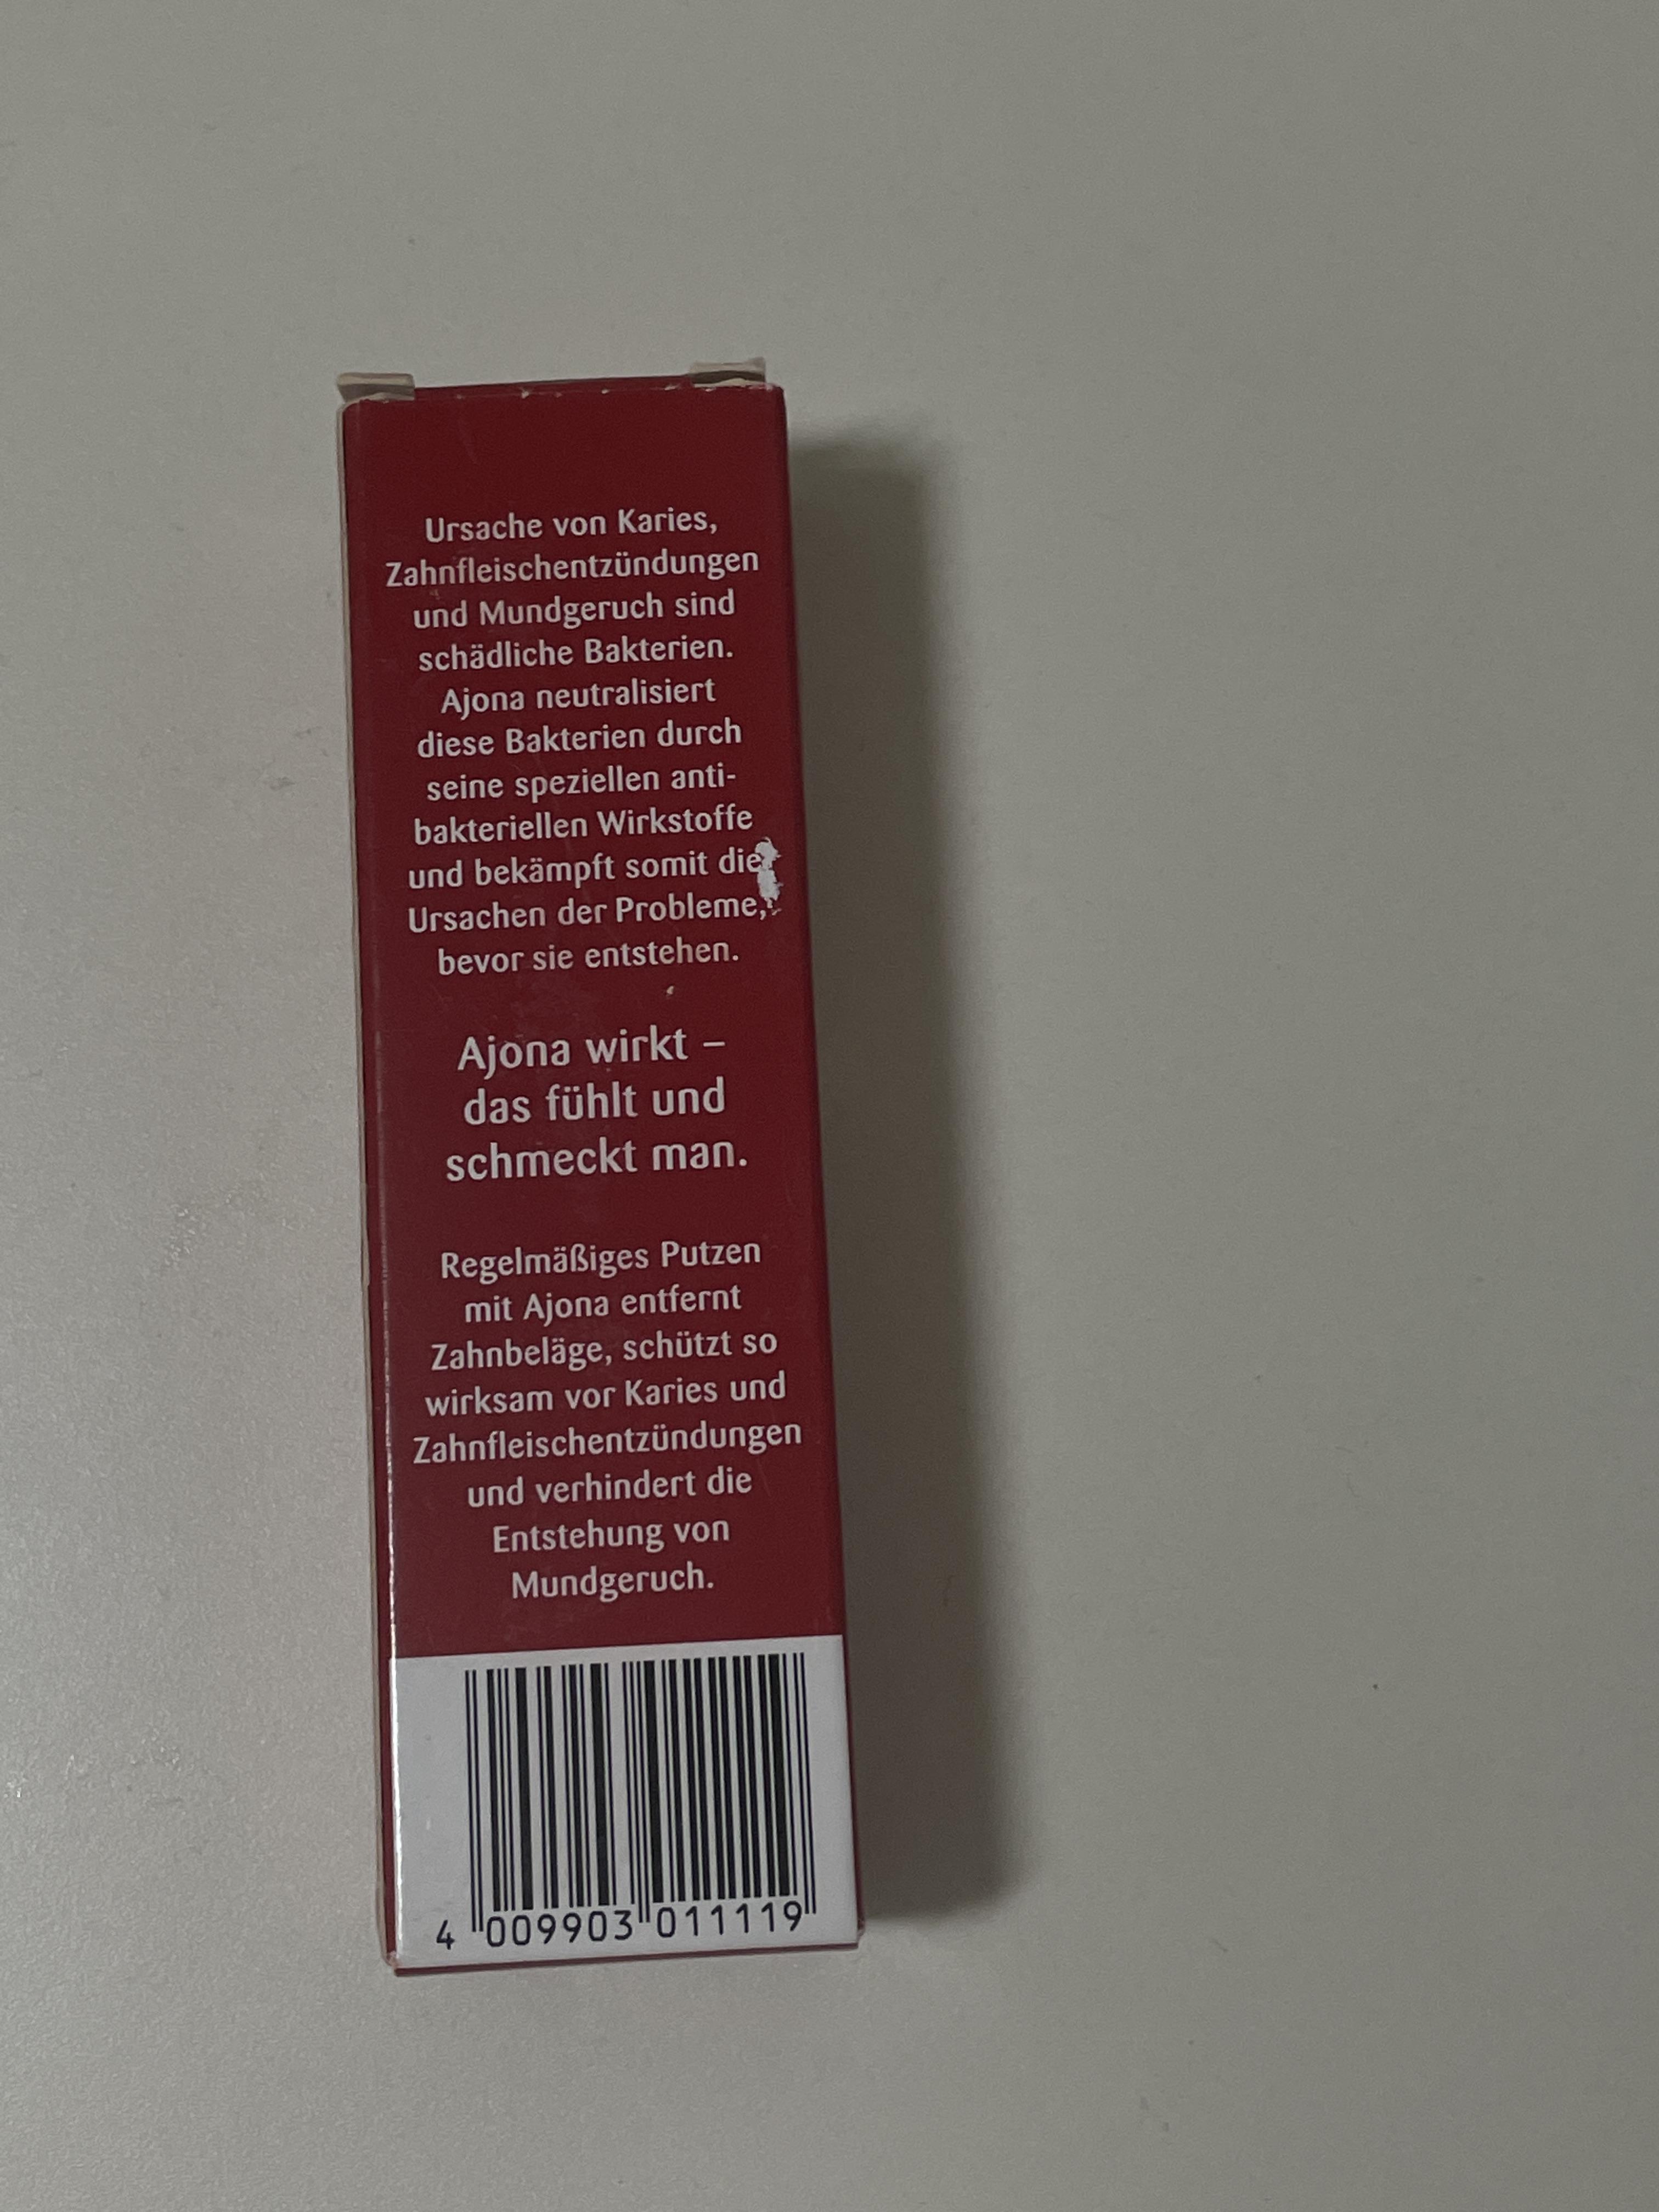 Ursache von Karies,
Zahnfleischentzündungen
und Mundgeruch sind
schädliche Bakterien.
Ajona neutralisiert
diese Bakterien durch
seine speziellen anti-
bakteriellen Wirkstoffe
und bekämpft somit die
Ursachen der Probleme,
bevor sie entstehen.
Ajona wirkt –
das fühlt und
schmeckt man.
Regelmäßiges Putzen
mit Ajona entfernt
Zahnbeläge, schützt so
wirksam vor Karies und
Zahnfleischentzündungen
und verhindert die
Entstehung von
Mundgeruch.
4 009903 011119